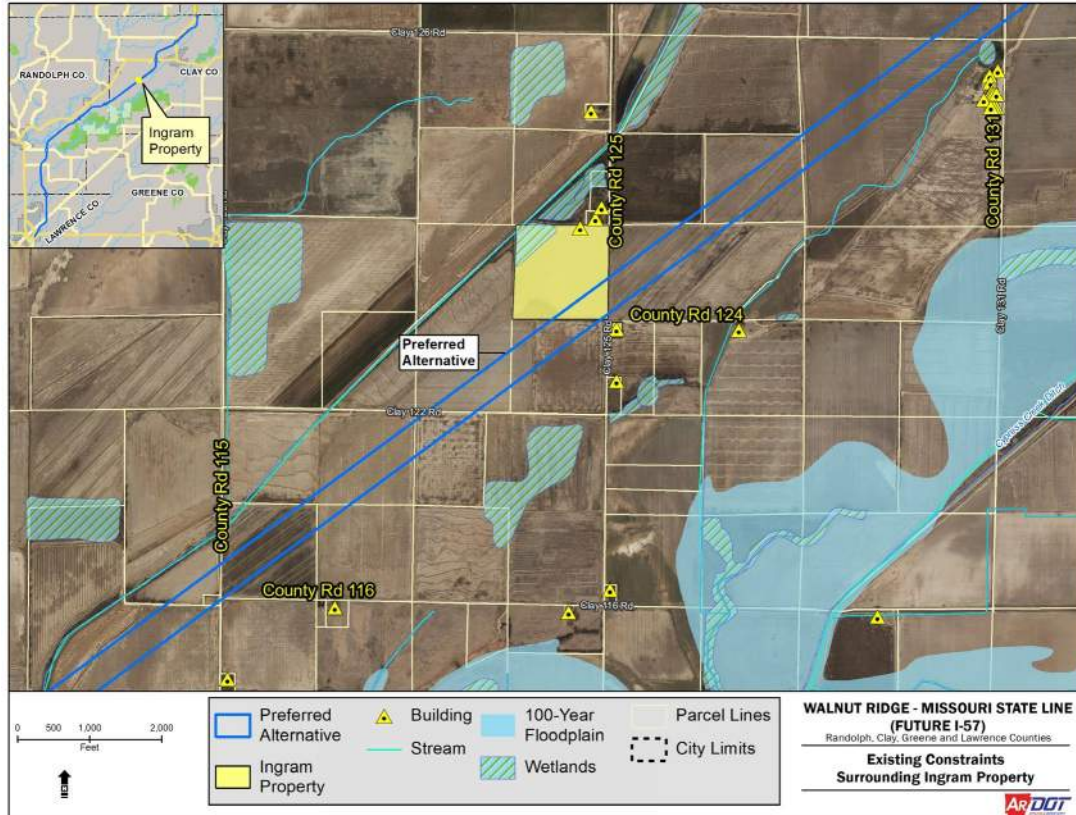 RANDOLPH CO.
CLAY CO.
Ingram
Property
GREENE CO.
LAWRENCE CO.
Clay 126 Rd
County Rd 125
County Rd 131
County Rd 124
Clay 125 Rd
Clay 131 Rd
Preferred
Alternative
Clay 122 Rd
County Rd 115
Cypress Creek Ditch
County Rd 116
Clay 116 Rd
0 500 1,000 2,000
Feet
Preferred
Alternative
Ingram
Property
Building
Stream
100-Year
Floodplain
Wetlands
Parcel Lines
City Limits
WALNUT RIDGE - MISSOURI STATE LINE
(FUTURE I-57)
Randolph, Clay, Greene and Lawrence Counties
Existing Constraints
Surrounding Ingram Property
ARDOT